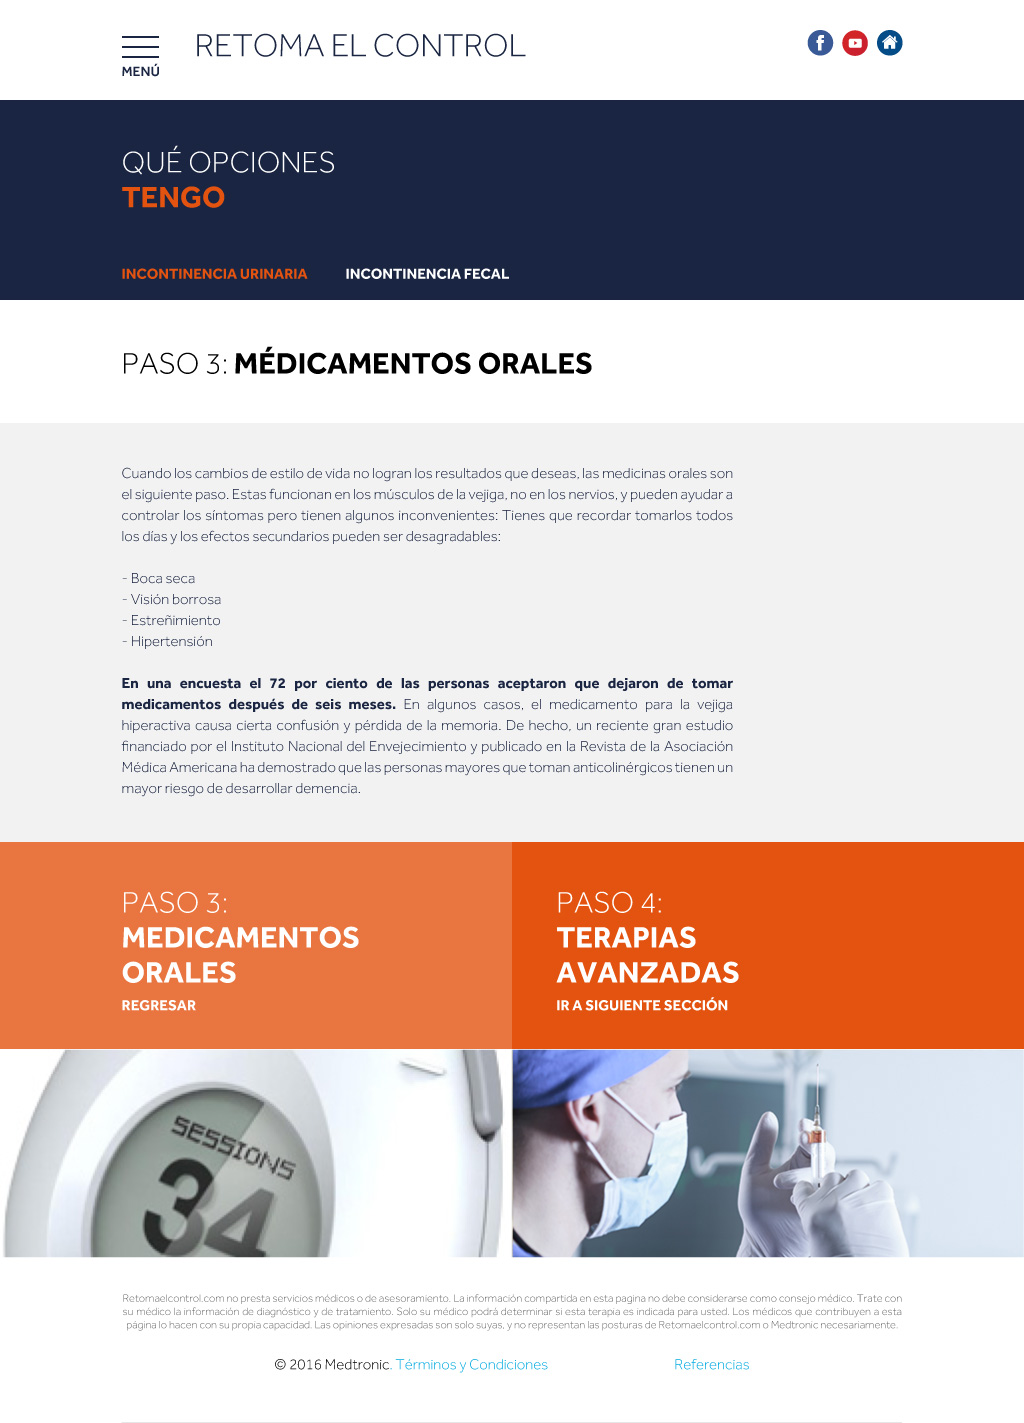 RETOMA EL CONTROL
MENÚ
QUÉ OPCIONES
TENGO
INCONTINENCIA URINARIA INCONTINENCIA FECAL
PASO 3: MÉDICAMENTOS ORALES
Cuando los cambios de estilo de vida no logran los resultados que deseas, las medicinas orales son
el siguiente paso. Estas funcionan en los músculos de la vejiga, no en los nervios, y pueden ayudar a
controlar los síntomas pero tienen algunos inconvenientes: Tienes que recordar tomarlos todos
los días y los efectos secundarios pueden ser desagradables:
- Boca seca
- Visión borrosa
- Estreñimiento
- Hipertensión
En una encuesta el 72 por ciento de las personas aceptaron que dejaron de tomar
medicamentos después de seis meses. En algunos casos, el medicamento para la vejiga
hiperactiva causa cierta confusión y pérdida de la memoria. De hecho, un reciente gran estudio
financiado por el Instituto Nacional del Envejecimiento y publicado en la Revista de la Asociación
Médica Americana ha demostrado que las personas mayores que toman anticolinérgicos tienen un
mayor riesgo de desarrollar demencia.
PASO 3:
MEDICAMENTOS
ORALES
REGRESAR
PASO 4:
TERAPIAS
AVANZADAS
IR A SIGUIENTE SECCIÓN
SESSIONS
34
Retomaelcontrol.com no presta servicios médicos o de asesoramiento. La información compartida en esta pagina no debe considerarse como consejo médico. Trate con
su médico la información de diagnóstico y de tratamiento. Solo su médico podrá determinar si esta terapia es indicada para usted. Los médicos que contribuyen a esta
página lo hacen con su propia capacidad. Las opiniones expresadas son solo suyas, y no representan las posturas de Retomaelcontrol.com o Medtronic necesariamente.
© 2016 Medtronic. Términos y Condiciones Referencias